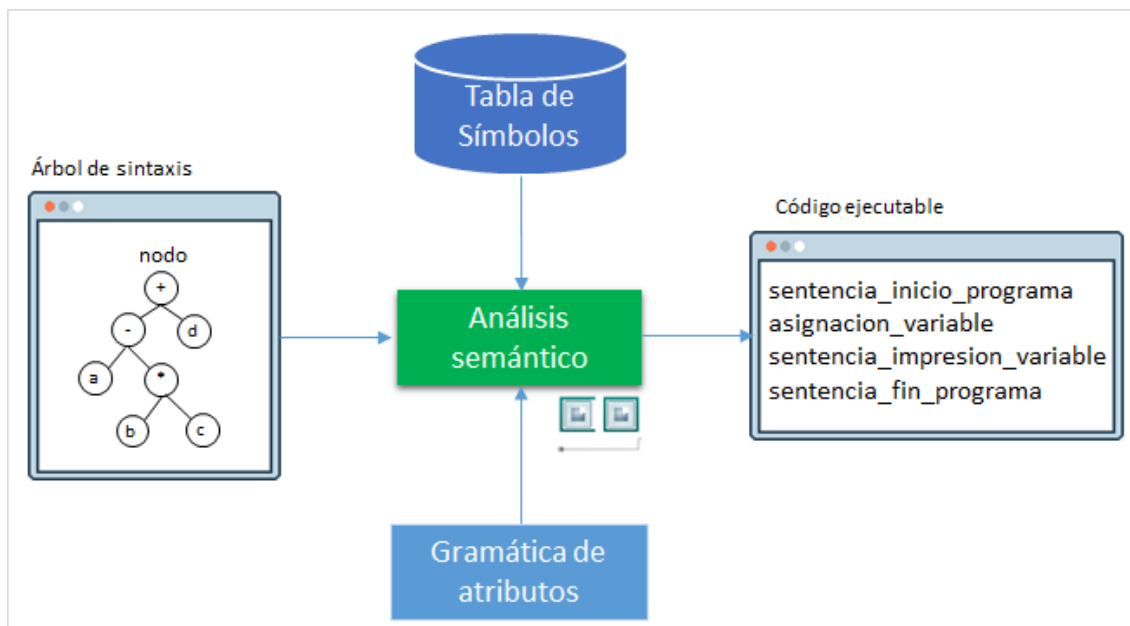 Tabla de
Símbolos
Árbol de sintaxis
nodo
+
-
d
a
*
b
c
Análisis
semántico
Código ejecutable
sentencia_inicio_programa
asignacion_variable
sentencia_impresion_variable
sentencia_fin_programa
Gramática de
atributos